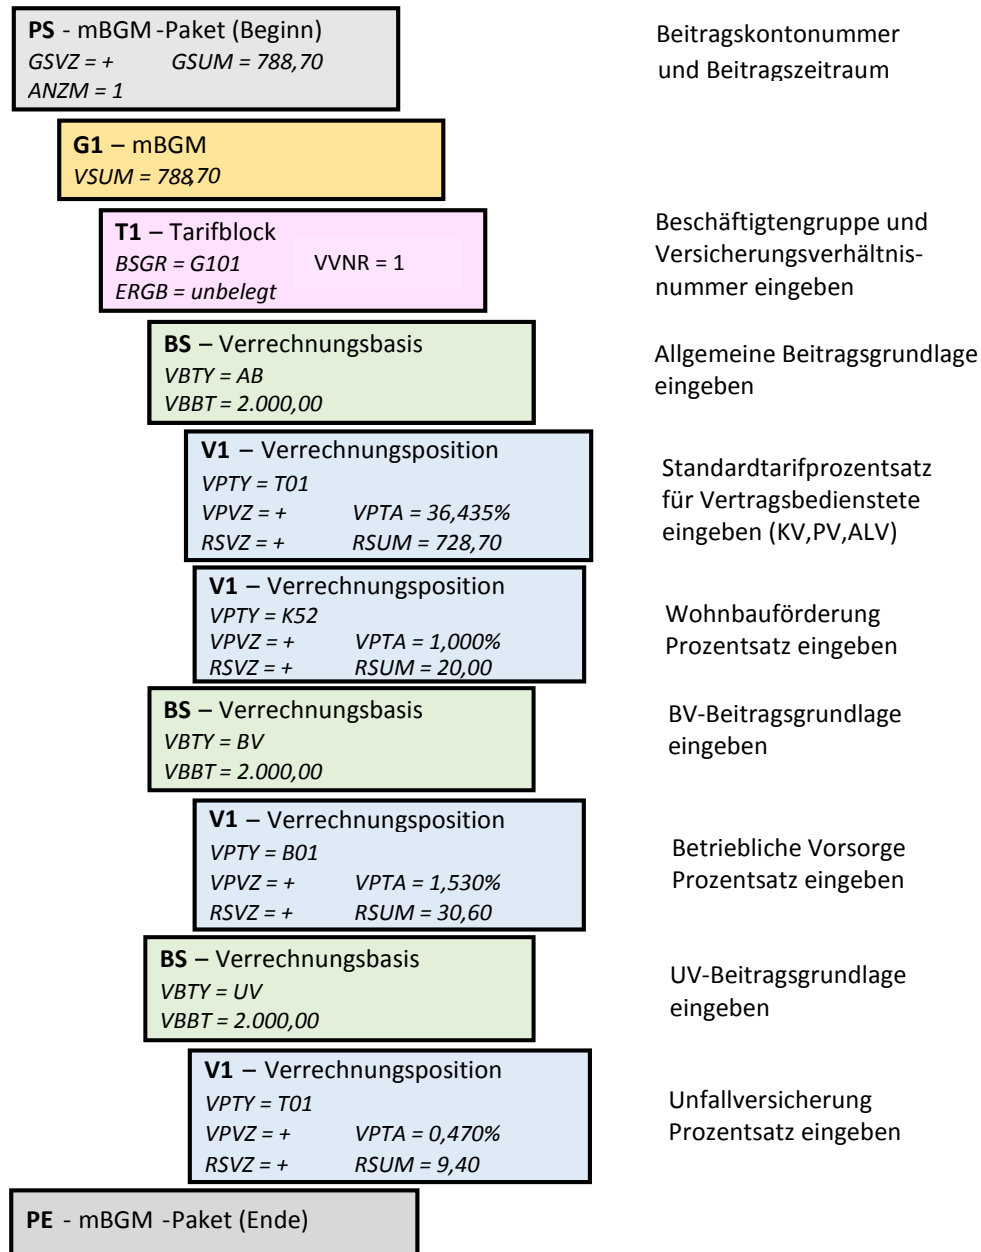 PS - mBGM -Paket (Beginn)
GSVZ = + GSUM = 788,70
ANZM = 1
Beitragskontonummer
und Beitragszeitraum
G1 – mBGM
VSUM = 788,70
T1 – Tarifblock
BSGR = G101 VVNR = 1
ERGB = unbelegt
Beschäftigtengruppe und
Versicherungsverhältnis-
nummer eingeben
BS – Verrechnungsbasis
VBTY = AB
VBBT = 2.000,00
Allgemeine Beitragsgrundlage
eingeben
V1 – Verrechnungsposition
VPTY = T01
VPVZ = + VPTA = 36,435%
RSVZ = + RSUM = 728,70
Standardtarifprozentsatz
für Vertragsbedienstete
eingeben (KV,PV,ALV)
V1 – Verrechnungsposition
VPTY = K52
VPVZ = + VPTA = 1,000%
RSVZ = + RSUM = 20,00
Wohnbauförderung
Prozentsatz eingeben
BS – Verrechnungsbasis
VBTY = BV
VBBT = 2.000,00
BV-Beitragsgrundlage
eingeben
V1 – Verrechnungsposition
VPTY = B01
VPVZ = + VPTA = 1,530%
RSVZ = + RSUM = 30,60
Betriebliche Vorsorge
Prozentsatz eingeben
BS – Verrechnungsbasis
VBTY = UV
VBBT = 2.000,00
UV-Beitragsgrundlage
eingeben
V1 – Verrechnungsposition
VPTY = T01
VPVZ = + VPTA = 0,470%
RSVZ = + RSUM = 9,40
Unfallversicherung
Prozentsatz eingeben
PE - mBGM -Paket (Ende)